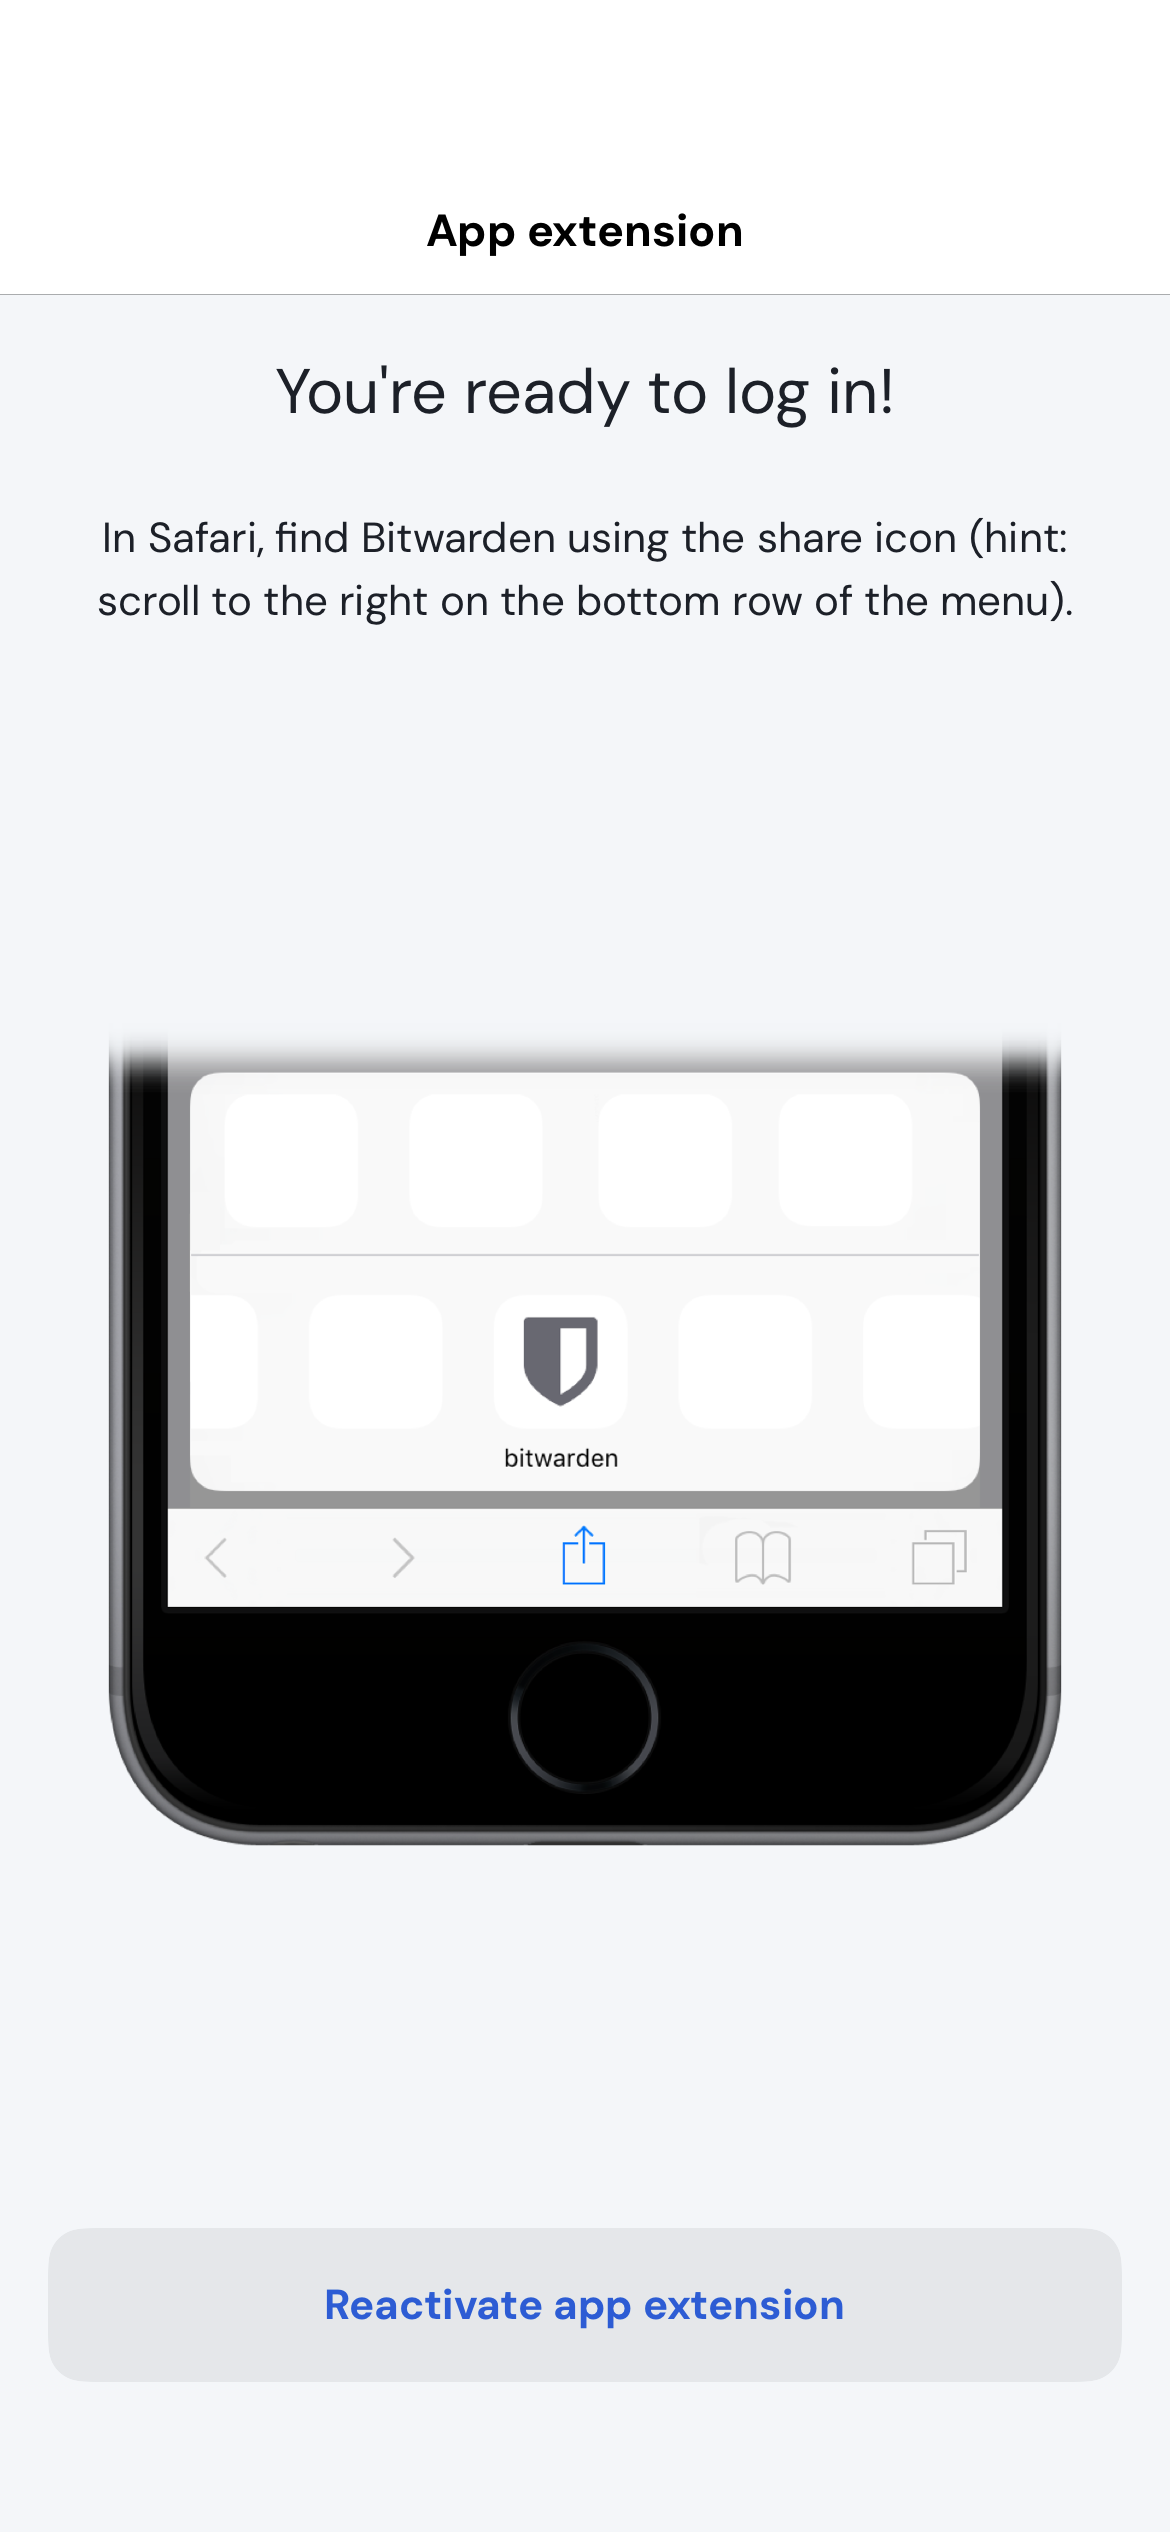 App extension
You're ready to log in!
In Safari, find Bitwarden using the share icon (hint:
scroll to the right on the bottom row of the menu).
bitwarden
Reactivate app extension